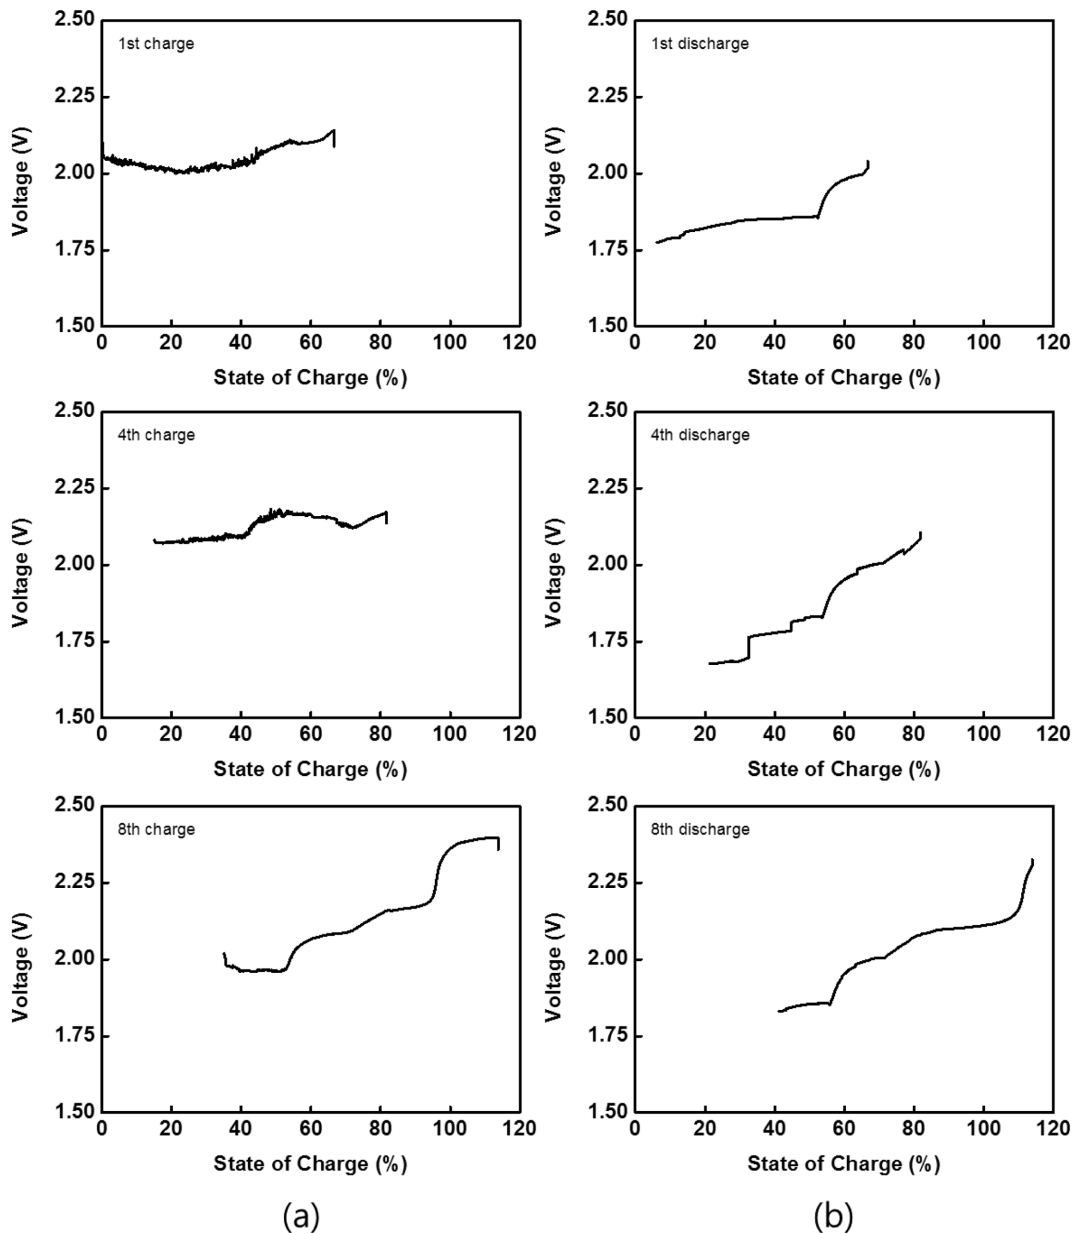 2.50
2.25
2.00
1.75
1.50
Voltage (V)
1st charge
0 20 40 60 80 100 120
State of Charge (%)
2.50
2.25
2.00
1.75
1.50
Voltage (V)
1st discharge
0 20 40 60 80 100 120
State of Charge (%)
2.50
2.25
2.00
1.75
1.50
Voltage (V)
4th charge
0 20 40 60 80 100 120
State of Charge (%)
2.50
2.25
2.00
1.75
1.50
Voltage (V)
4th discharge
0 20 40 60 80 100 120
State of Charge (%)
2.50
2.25
2.00
1.75
1.50
Voltage (V)
8th charge
0 20 40 60 80 100 120
State of Charge (%)
2.50
2.25
2.00
1.75
1.50
Voltage (V)
8th discharge
0 20 40 60 80 100 120
State of Charge (%)
(a)
(b)